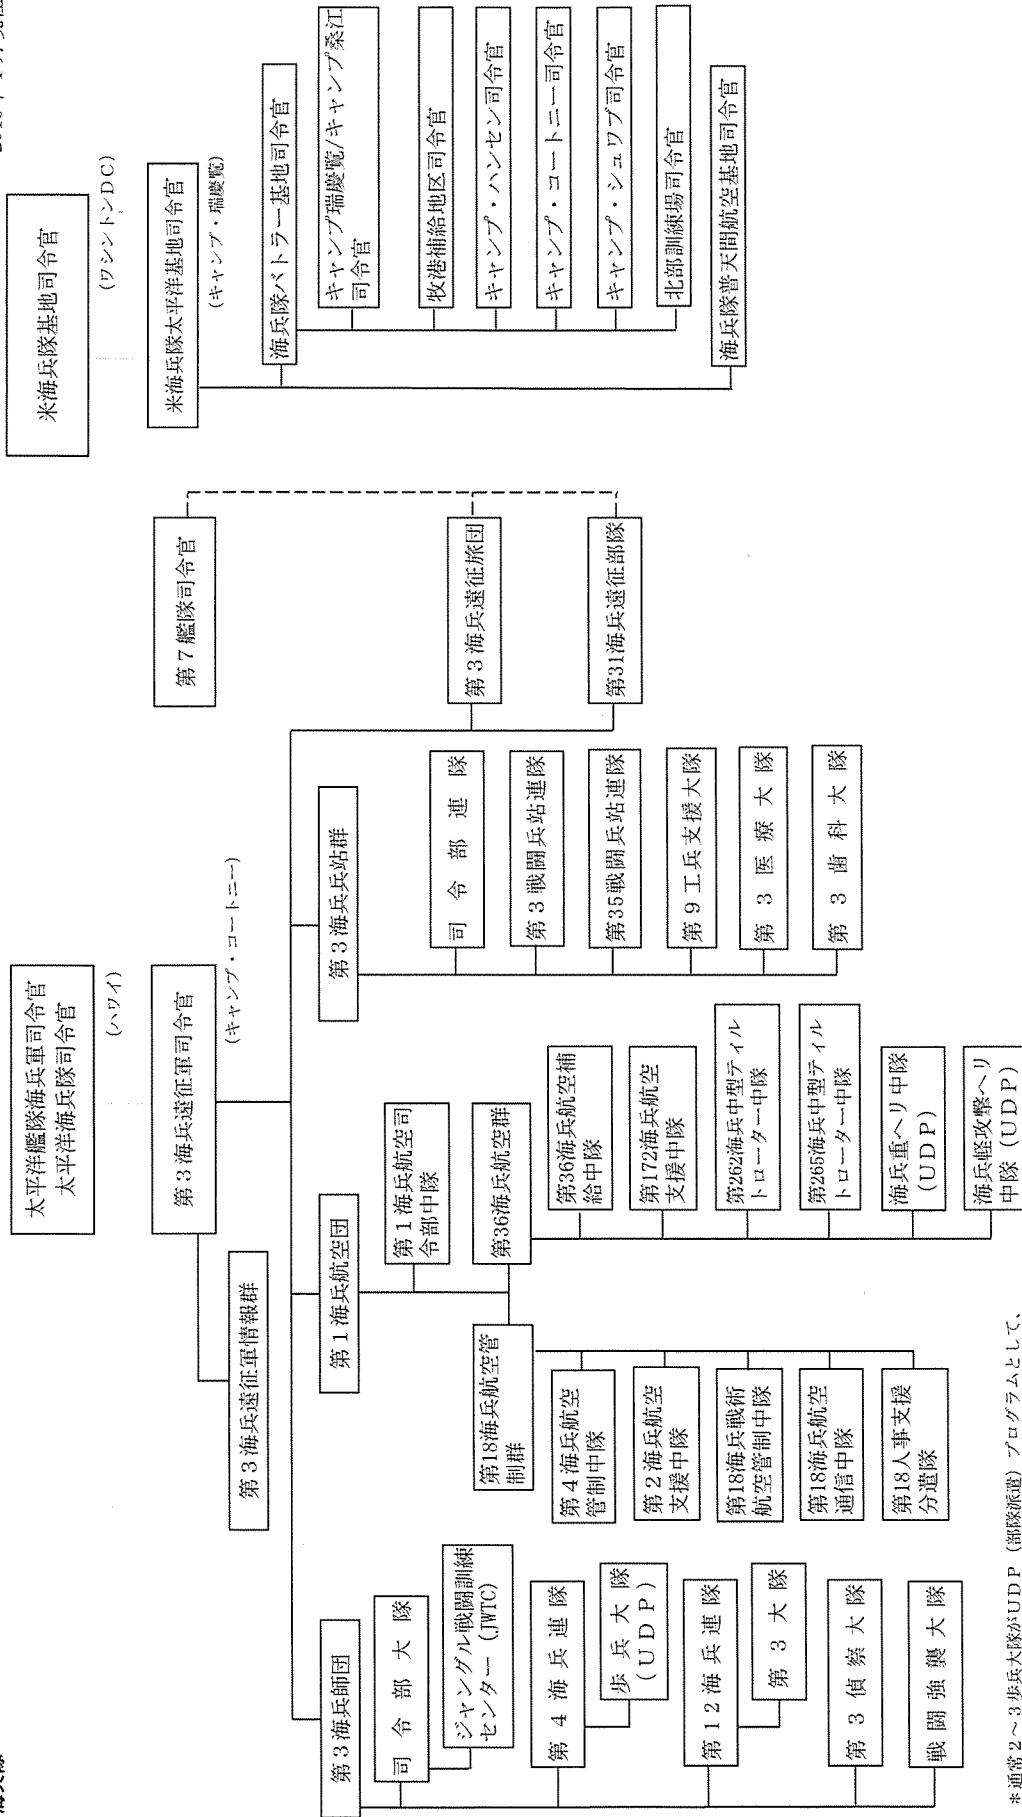 海兵隊
太平洋艦隊海兵軍司令官
太平洋海兵隊司令官
(ハワイ)
第3海兵遠征軍司令官
(キャンプ・コートニー)
第3海兵遠征軍情報群
第3海兵師団
司令部大隊
ジャングル戦闘訓練
センター (JWTC)
第4海兵連隊
歩兵大隊
(UDP)
第12海兵連隊
第3大隊
第3偵察大隊
戦闘強襲大隊
第1海兵航空団
第1海兵航空司
令部中隊
第18海兵航空管
制群
第4海兵航空
管制中隊
第2海兵航空
支援中隊
第18海兵戦術
航空管制中隊
第18海兵航空
通信中隊
第18人事支援
分遣隊
第36海兵航空群
第36海兵航空補
給中隊
第172海兵航空
支援中隊
第262海兵中型ティル
トローター中隊
第265海兵中型ティル
トローター中隊
海兵重ヘリ中隊
(UDP)
海兵軽攻撃ヘリ
中隊 (UDP)
第3海兵兵站群
司令部連隊
第3戦闘兵站連隊
第35戦闘兵站連隊
第9工兵支援大隊
第3医療大隊
第3歯科大隊
第7艦隊司令官
第3海兵遠征旅団
第31海兵遠征部隊
米海兵隊基地司令官
(ワシントンDC)
米海兵隊太平洋基地司令官
(キャンプ・瑞慶覧)
海兵隊バトラー基地司令官
キャンプ瑞慶覧/キャンプ桑江
司令官
牧港補給地区司令官
キャンプ・ハンセン司令官
キャンプ・コートニー司令官
キャンプ・シュワブ司令官
北部訓練場司令官
海兵隊普天間航空基地司令官
*通常2~3歩兵大隊がUDP (部隊派遣) プログラムとして、